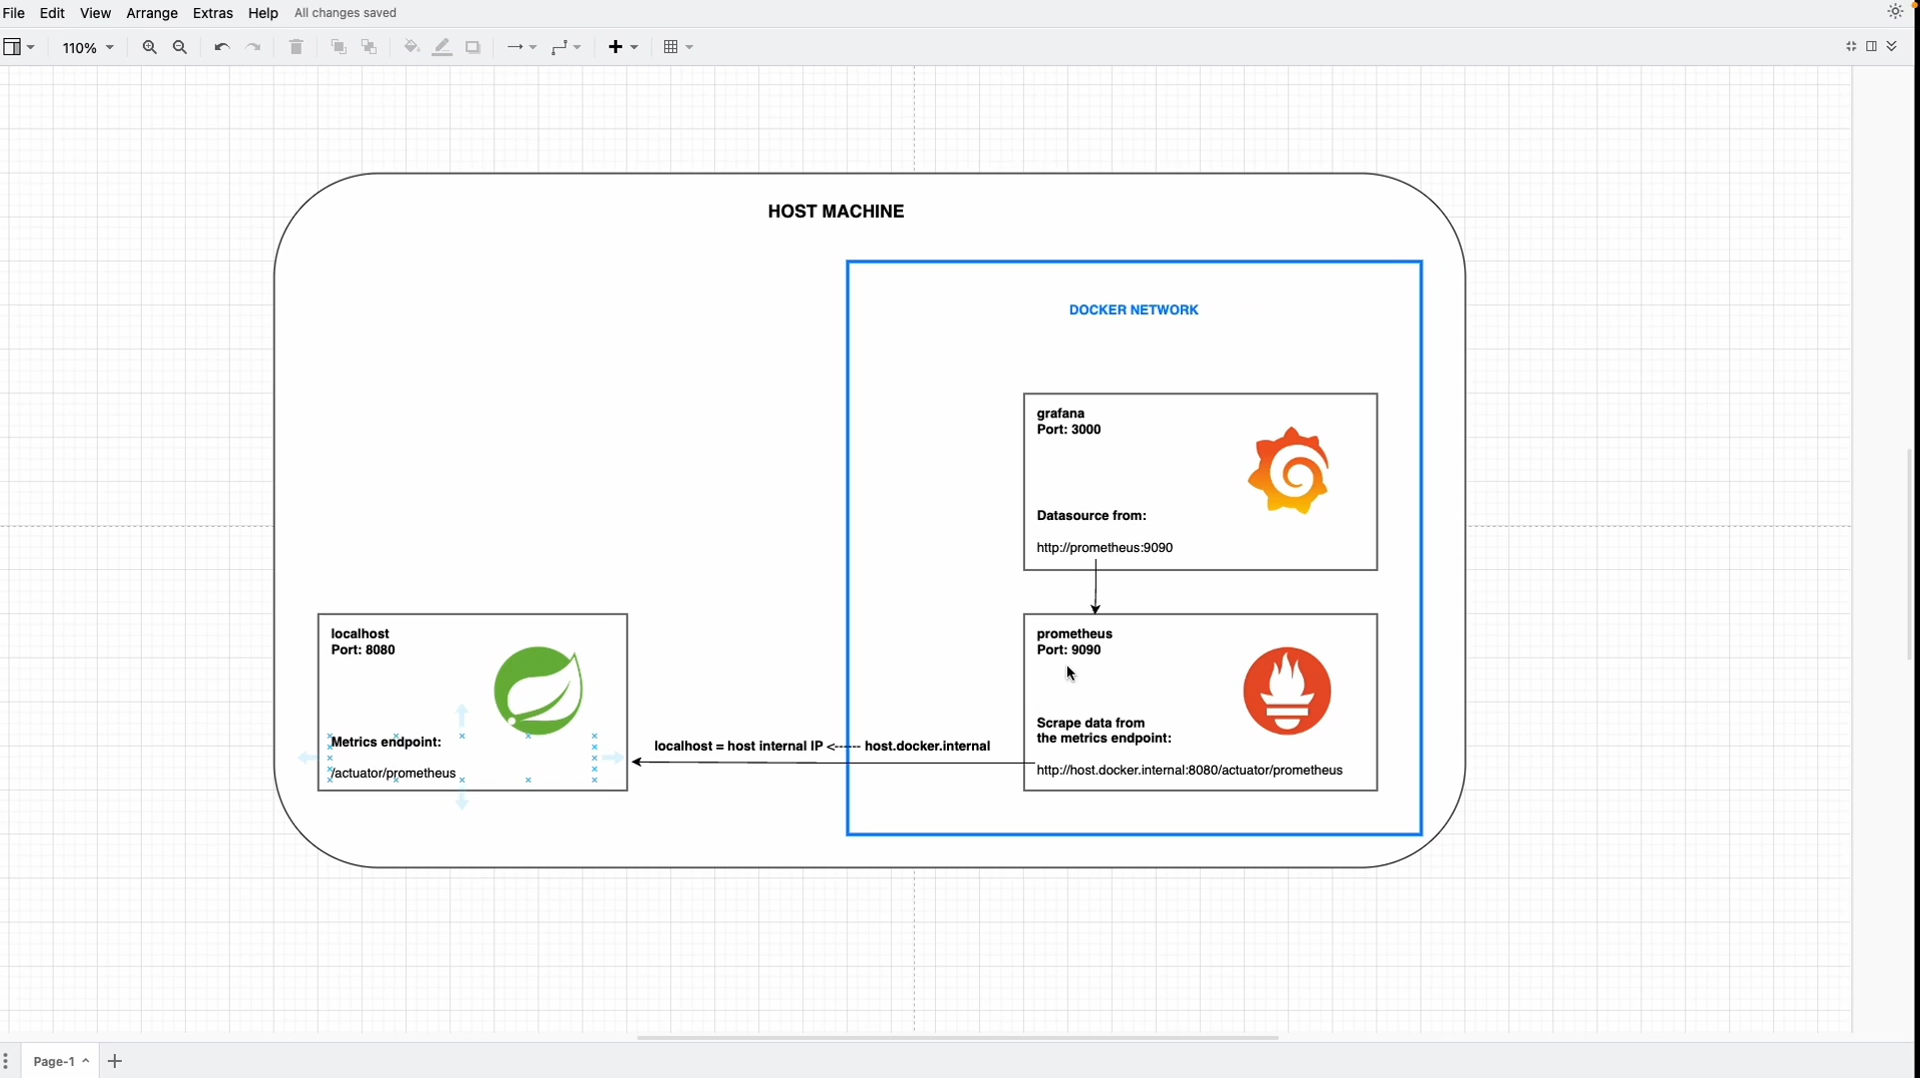 File Edit View Arrange Extras Help All changes saved
110%
HOST MACHINE
DOCKER NETWORK
grafana
Port: 3000
Datasource from:
http://prometheus:9090
localhost
Port: 8080
Metrics endpoint:
/actuator/prometheus
localhost = host internal IP <------ host.docker.internal
prometheus
Port: 9090
Scrape data from
the metrics endpoint:
http://host.docker.internal:8080/actuator/prometheus
Page-1